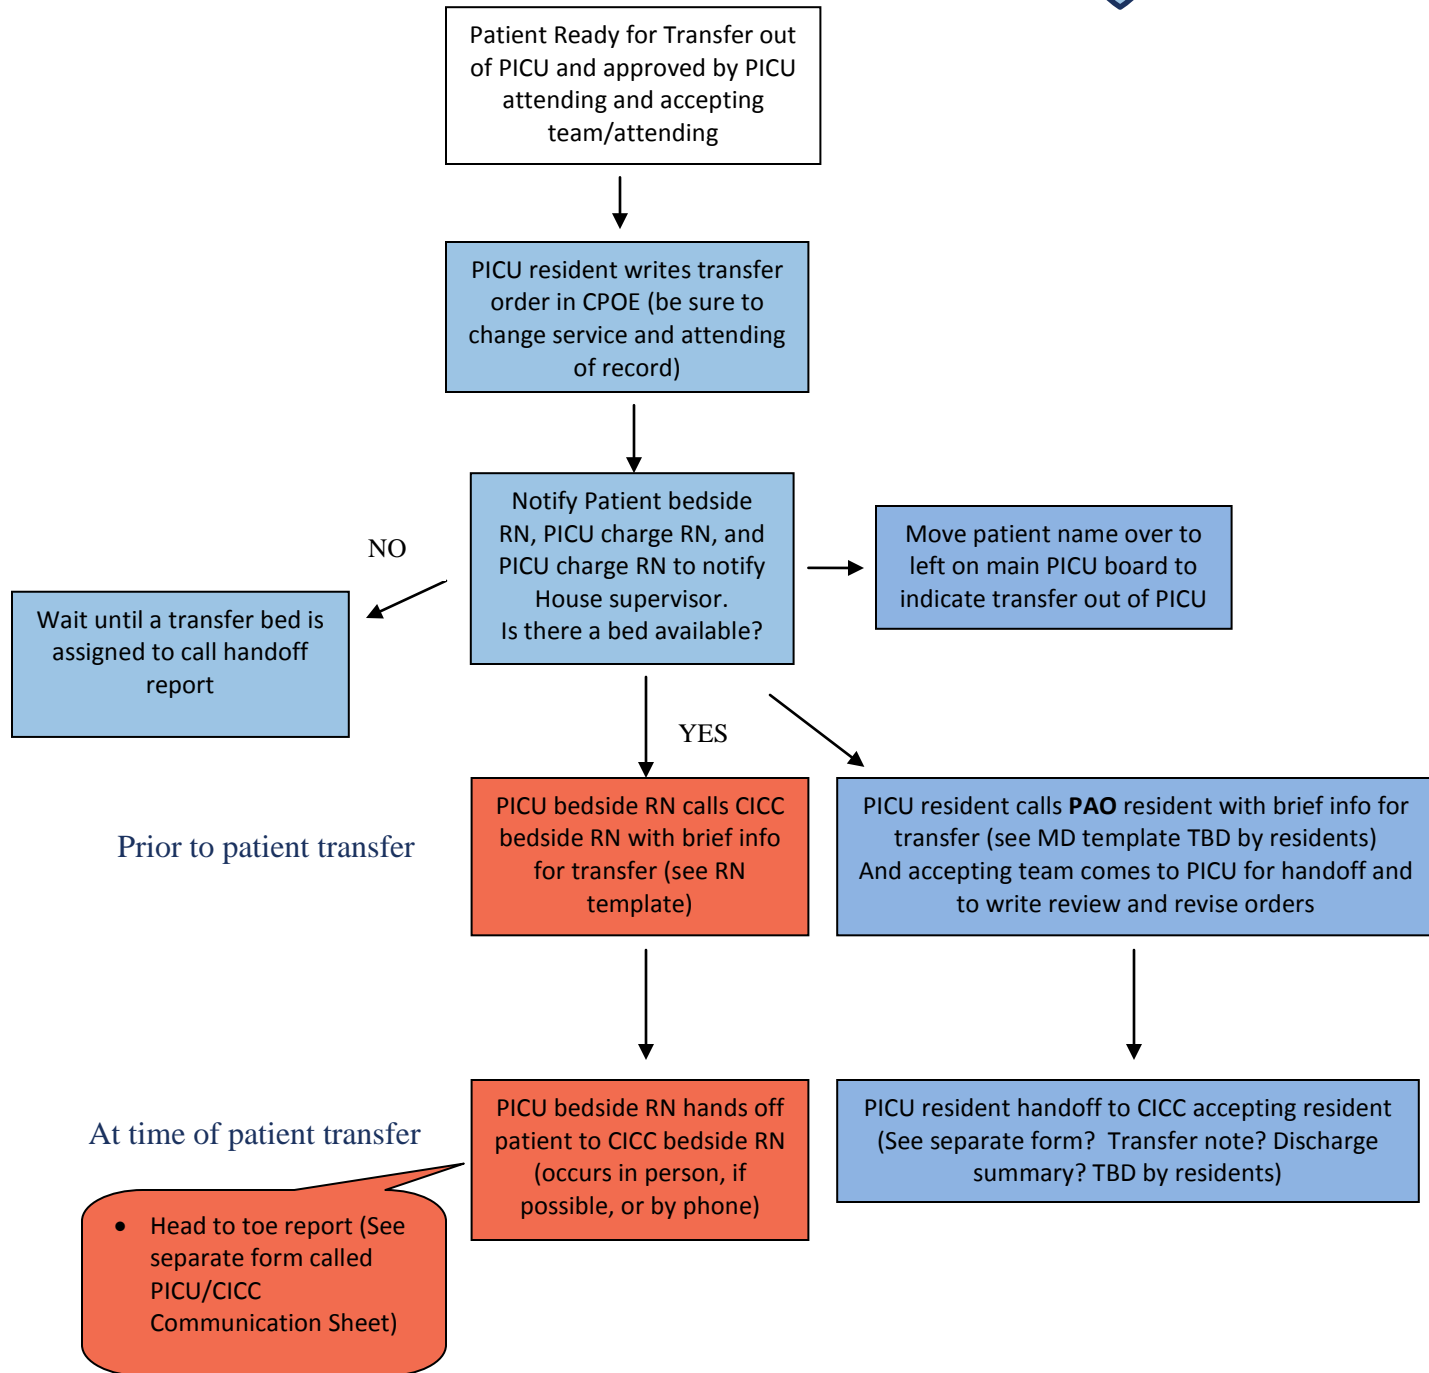 Patient Ready for Transfer out
of PICU and approved by PICU
attending and accepting
team/attending
PICU resident writes transfer
order in CPOE (be sure to
change service and attending
of record)
Notify Patient bedside
RN, PICU charge RN, and
PICU charge RN to notify
House supervisor.
Is there a bed available?
Move patient name over to
left on main PICU board to
indicate transfer out of PICU
NO
Wait until a transfer bed is
assigned to call handoff
report
YES
Prior to patient transfer
PICU bedside RN calls CICC
bedside RN with brief info
for transfer (see RN
template)
PICU resident calls PAO resident with brief info for
transfer (see MD template TBD by residents)
And accepting team comes to PICU for handoff and
to write review and revise orders
At time of patient transfer
PICU bedside RN hands off
patient to CICC bedside RN
(occurs in person, if
possible, or by phone)
PICU resident handoff to CICC accepting resident
(See separate form?  Transfer note? Discharge
summary? TBD by residents)
• Head to toe report (See
separate form called
PICU/CICC
Communication Sheet)